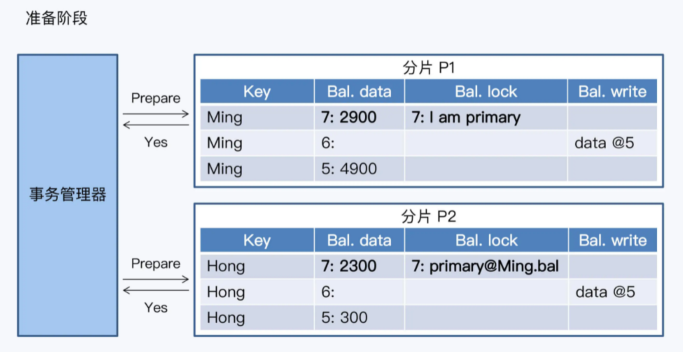 准备阶段
分片 P1
Key Bal. data Bal. lock Bal. write
Prepare
Ming 7: 2900 7: I am primary
Yes
Ming 6: data @5
Ming 5: 4900
事务管理器
分片 P2
Key Bal. data Bal. lock Bal. write
Prepare
Hong 7: 2300 7: primary@Ming.bal
Yes
Hong 6: data @5
Hong 5: 300